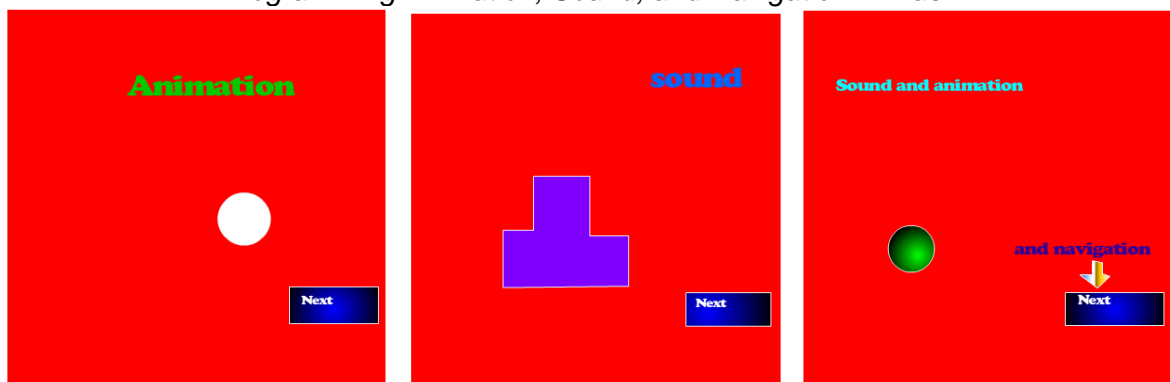 Animation
Next
sound
Next
Sound and animation
and navigation
Next